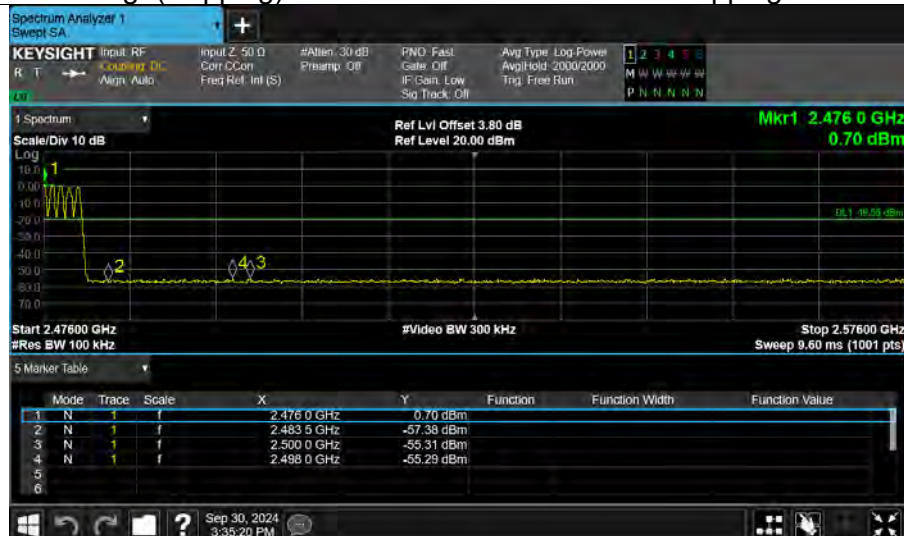 Spectrum Analyzer 1
Swept SA
+
KEYSIGHT Input: RF Input Z: 50 Ω #Atten: 30 dB PNO: Fast Avg Type: Log-Power 1 2 3 4 5 6
R T Coupling: DC Corr CCorr Preamp: Off Gate: Off Avg|Hold: 2000/2000 M W W W W W
Align: Auto Freq Ref: Int (S) IF Gain: Low Trig: Free Run
Sig Track: Off P N N N N N
1 Spectrum
Ref Lvl Offset 3.80 dB Mkr1 2.476 0 GHz
Scale/Div 10 dB Ref Level 20.00 dBm 0.70 dBm
Log
10.0 1
0.00
-10.0
-20.0
-30.0
-40.0
-50.0 2 4 3
-60.0
-70.0
Start 2.47600 GHz #Video BW 300 kHz Stop 2.57600 GHz
#Res BW 100 kHz Sweep 9.60 ms (1001 pts)
5 Marker Table
Mode Trace Scale X Y Function Function Width Function Value
1 N 1 f 2.476 0 GHz 0.70 dBm
2 N 1 f 2.483 5 GHz -57.38 dBm
3 N 1 f 2.500 0 GHz -55.31 dBm
4 N 1 f 2.498 0 GHz -55.29 dBm
5
6
? Sep 30, 2024
3:35:20 PM